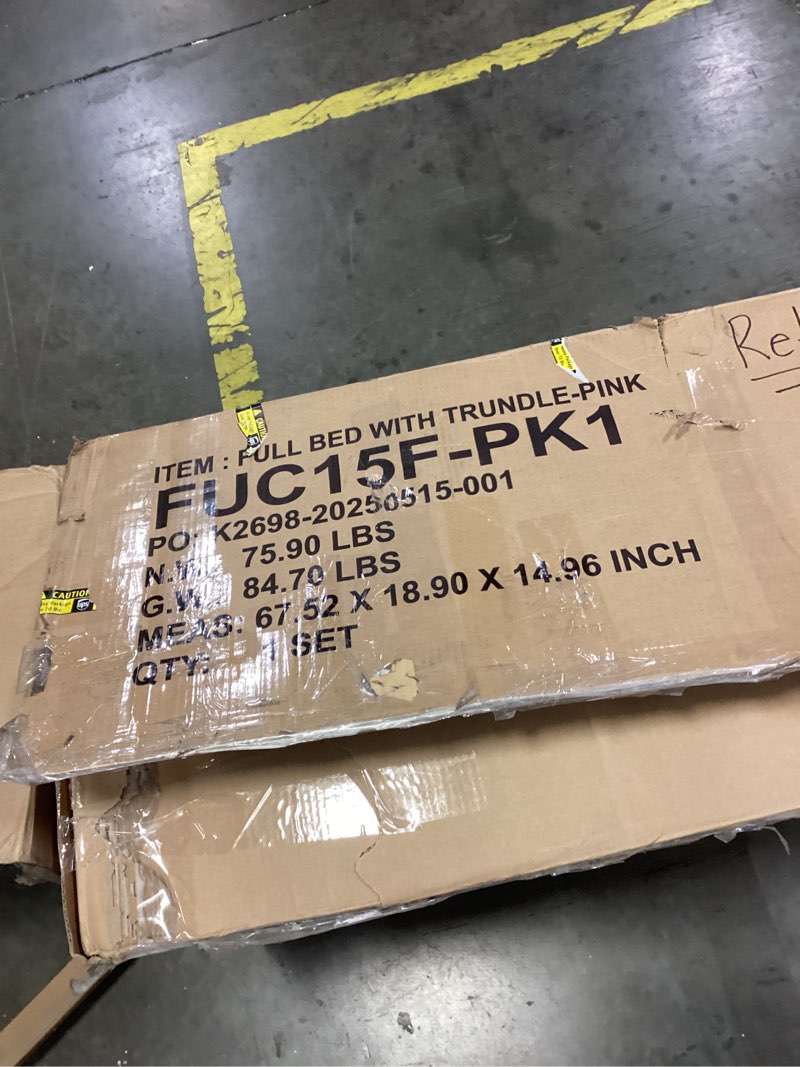 ITEM : FULL BED WITH TRUNDLE-PINK
FUC15F-PK1
PO: K2698-20250515-001
N.W: 75.90 LBS
G.W: 84.70 LBS
MEAS: 67.52 X 18.90 X 14.96 INCH
QTY: 1 SET
CAUTION
ups